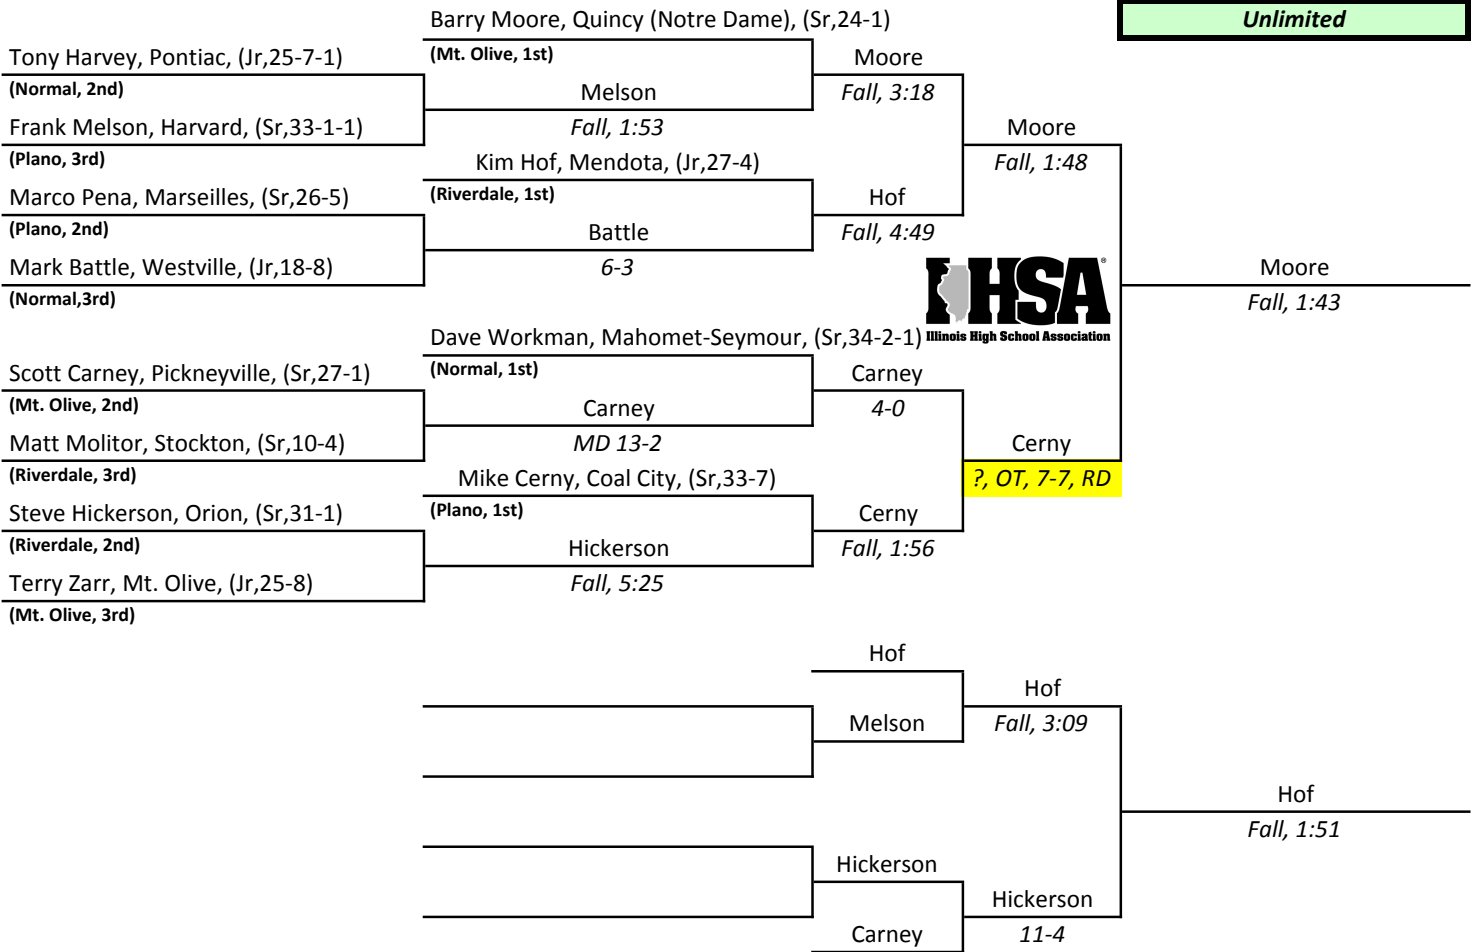 Barry Moore, Quincy (Notre Dame), (Sr,24-1)
Unlimited
Tony Harvey, Pontiac, (Jr,25-7-1)
(Mt. Olive, 1st)
Moore
(Normal, 2nd)
Melson
Fall, 3:18
Frank Melson, Harvard, (Sr,33-1-1)
Fall, 1:53
Moore
(Plano, 3rd)
Kim Hof, Mendota, (Jr,27-4)
Fall, 1:48
Marco Pena, Marseilles, (Sr,26-5)
(Riverdale, 1st)
Hof
(Plano, 2nd)
Battle
Fall, 4:49
Mark Battle, Westville, (Jr,18-8)
6-3
IHSA®
Moore
(Normal,3rd)
Fall, 1:43
Dave Workman, Mahomet-Seymour, (Sr,34-2-1)
Illinois High School Association
Scott Carney, Pickneyville, (Sr,27-1)
(Normal, 1st)
Carney
(Mt. Olive, 2nd)
Carney
4-0
Matt Molitor, Stockton, (Sr,10-4)
MD 13-2
Cerny
(Riverdale, 3rd)
Mike Cerny, Coal City, (Sr,33-7)
?, OT, 7-7, RD
Steve Hickerson, Orion, (Sr,31-1)
(Plano, 1st)
Cerny
(Riverdale, 2nd)
Hickerson
Fall, 1:56
Terry Zarr, Mt. Olive, (Jr,25-8)
Fall, 5:25
(Mt. Olive, 3rd)
Hof
Hof
Melson
Fall, 3:09
Hof
Fall, 1:51
Hickerson
Hickerson
Carney
11-4